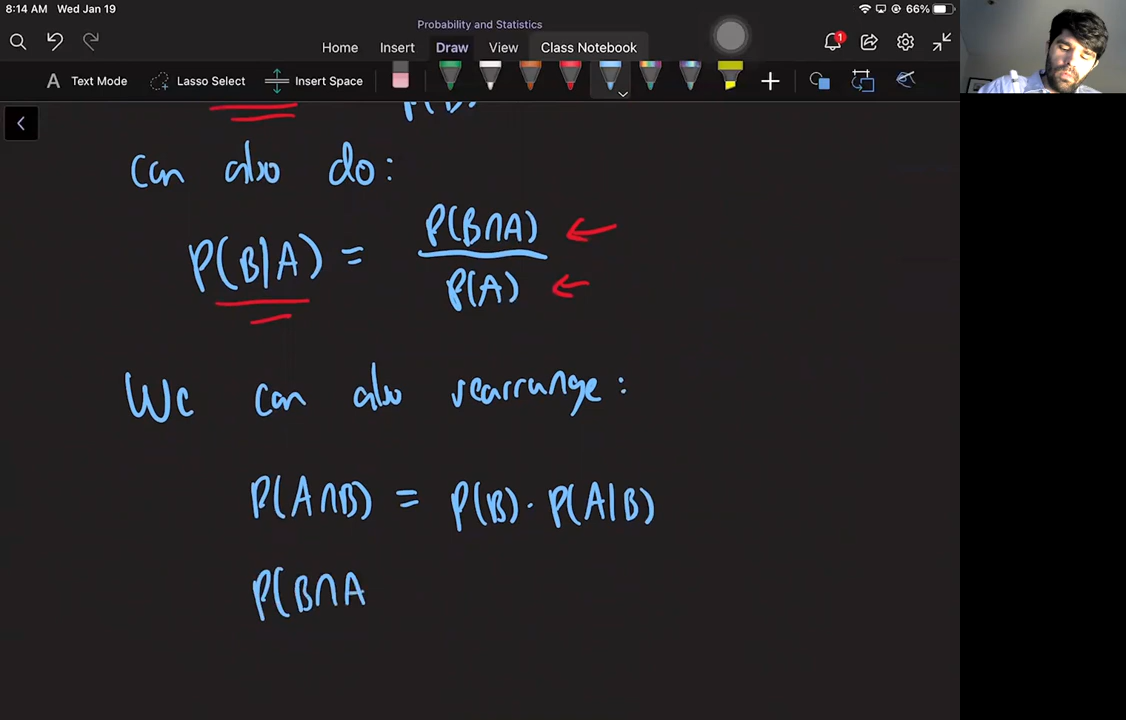 8:14 AM Wed Jan 19
66%
Probability and Statistics
Home Insert Draw View Class Notebook
1
A Text Mode Lasso Select Insert Space
can also do:
P(B|A) = P(B∩A)
P(A)
We can also rearrange:
P(A∩B) = P(B) · P(A|B)
P(B∩A